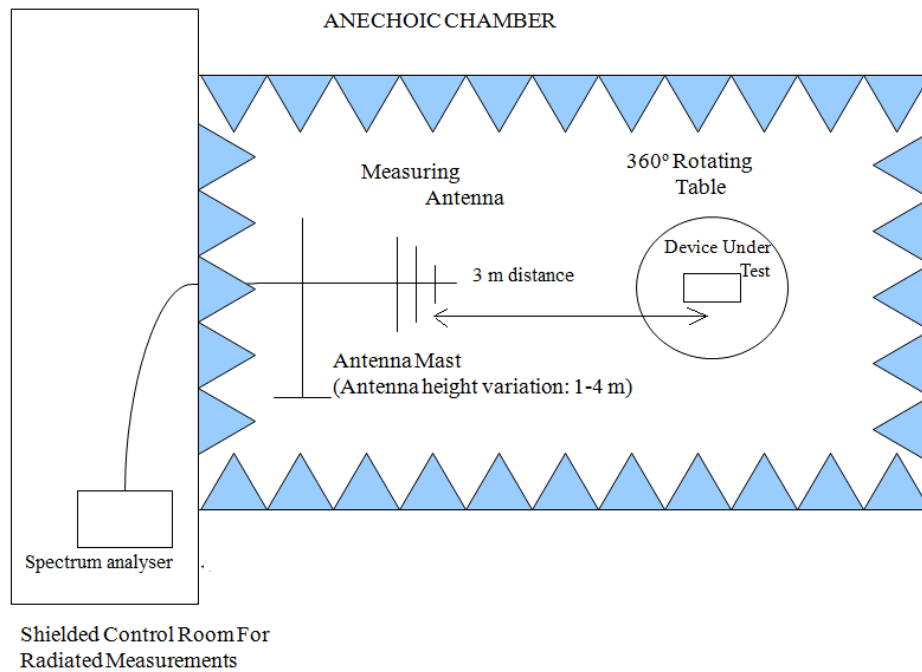 ANECHOIC CHAMBER
360° Rotating
Table
Measuring
Antenna
Device Under
Test
3 m distance
Antenna Mast
(Antenna height variation: 1-4 m)
Spectrum analyser
Shielded Control Room For
Radiated Measurements